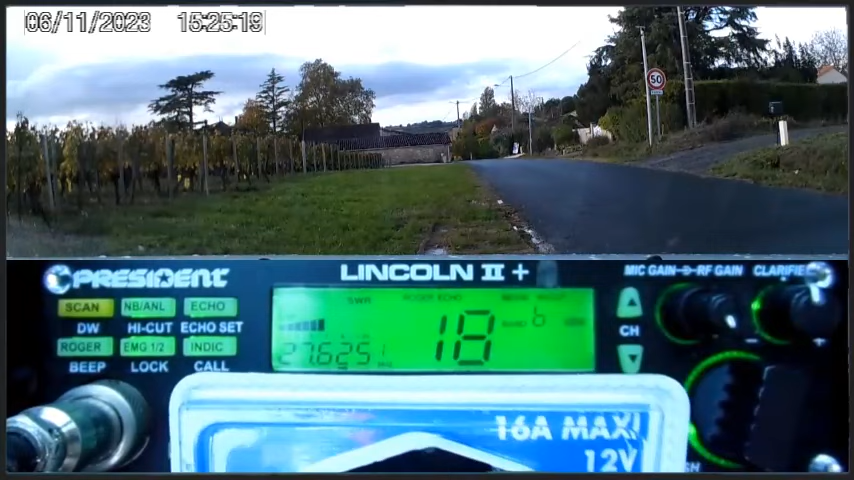 06/11/2023 15:25:19
50
PRESIDENT LINCOLN II + MIC GAIN RF GAIN CLARIFIER
SCAN NB/ANL ECHO
DW HI-CUT ECHO SET
ROGER EMG 1/2 INDIC
BEEP LOCK CALL
SWR ROGER ECHO
18 BAND b
27.6251
CH
16A MAXI
12V